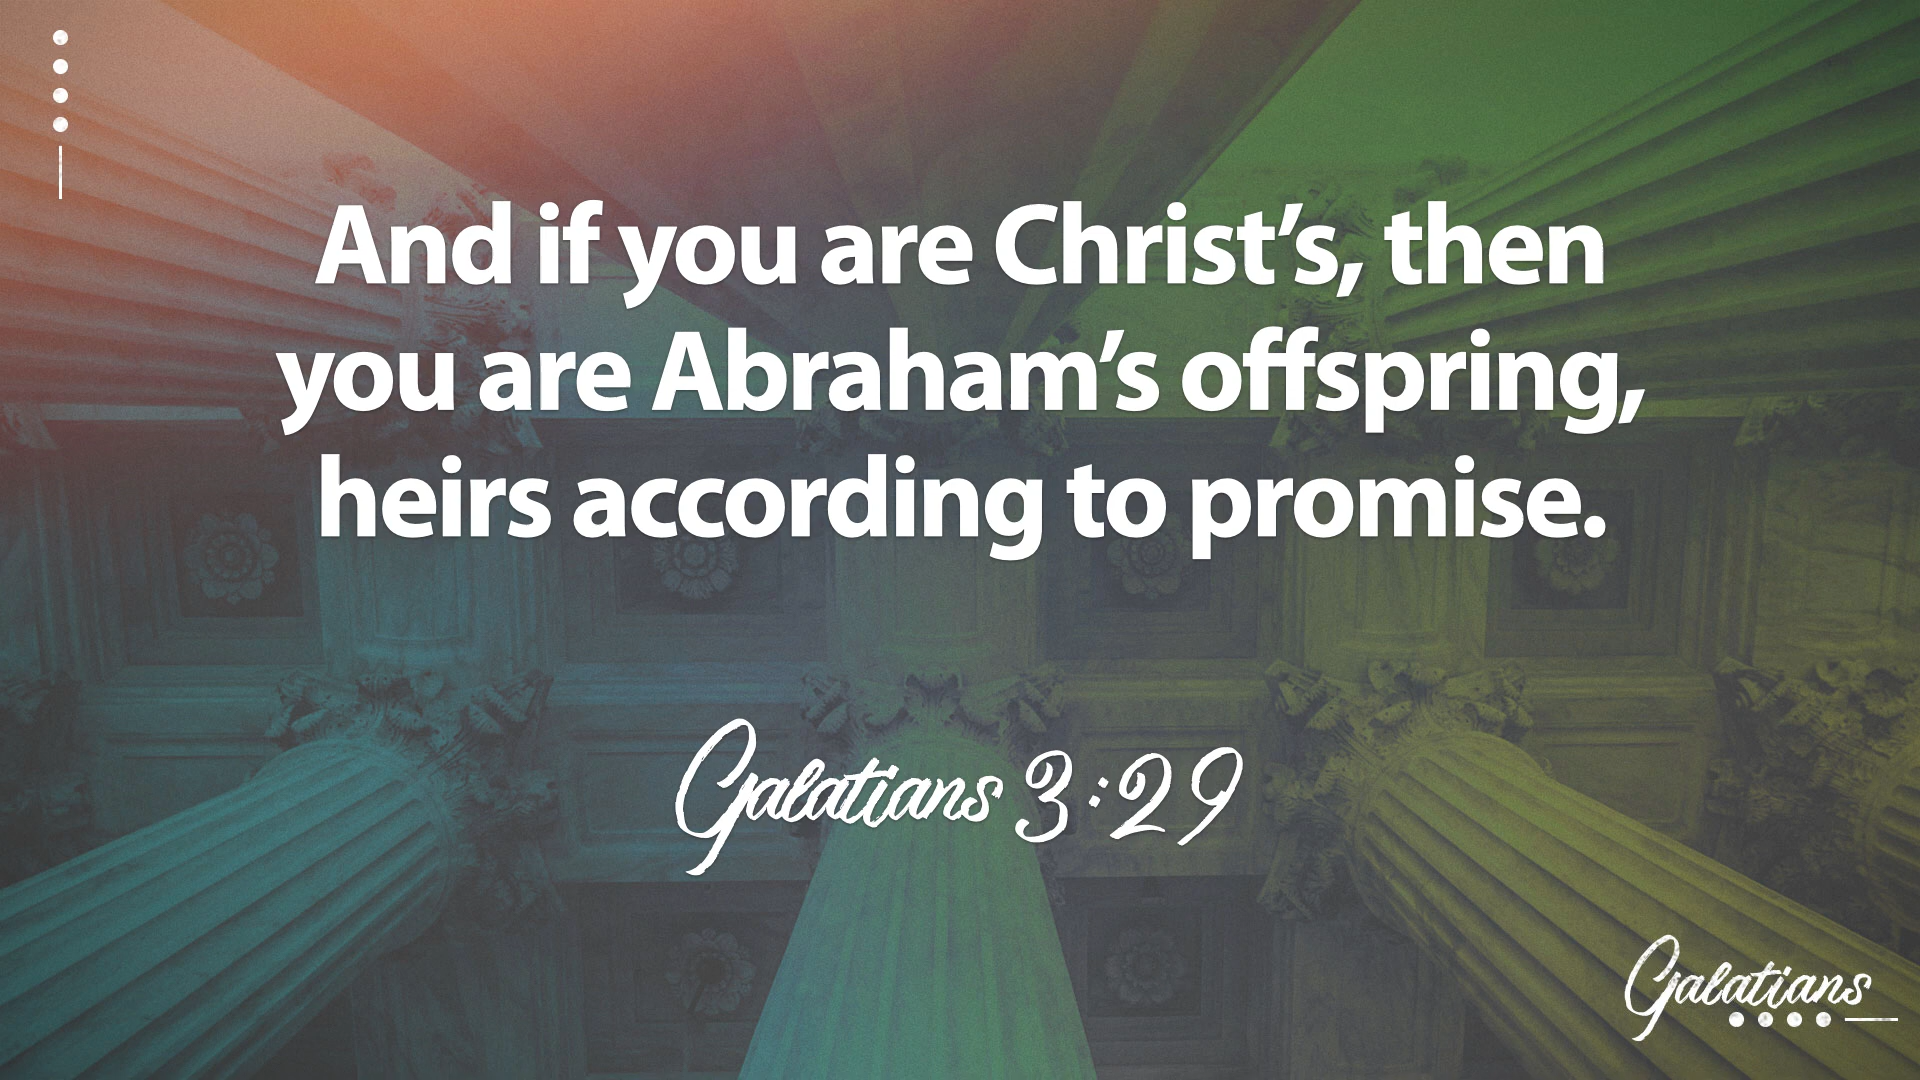 And if you are Christ’s, then
you are Abraham’s offspring,
heirs according to promise.
Galatians 3:29
Galatians